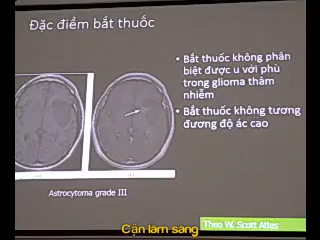 Đặc điểm bắt thuốc
• Bắt thuốc không phân
biệt được u với phù
trong glioma thâm
nhiễm
• Bắt thuốc không tương
đương độ ác cao
Astrocytoma grade III
Theo W. Scott Atles
Cận lâm sàng